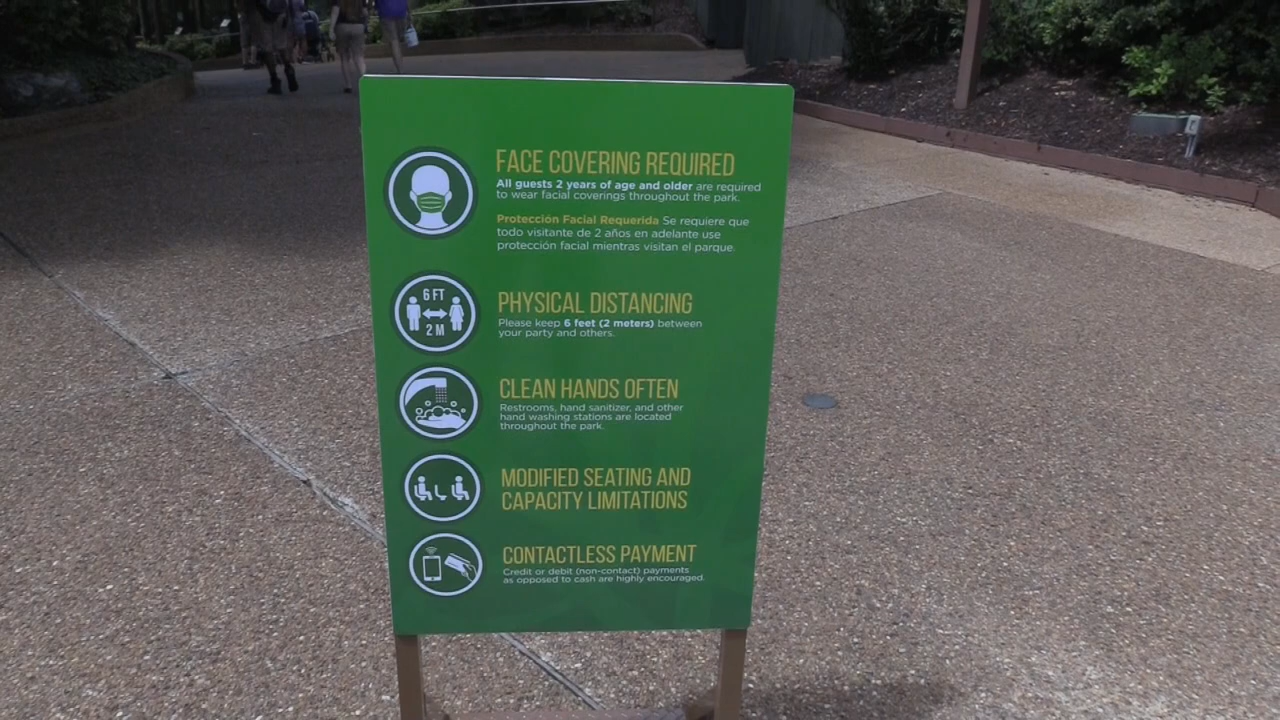 FACE COVERING REQUIRED
All guests 2 years of age and older are required
to wear facial coverings throughout the park.
Protección Facial Requerida Se requiere que
todo visitante de 2 años en adelante use
protección facial mientras visitan el parque.
6 FT
2 M
PHYSICAL DISTANCING
Please keep 6 feet (2 meters) between
your party and others.
CLEAN HANDS OFTEN
Restrooms, hand sanitizer, and other
hand washing stations are located
throughout the park.
MODIFIED SEATING AND
CAPACITY LIMITATIONS
CONTACTLESS PAYMENT
Credit or debit (non-contact) payments
as opposed to cash are highly encouraged.